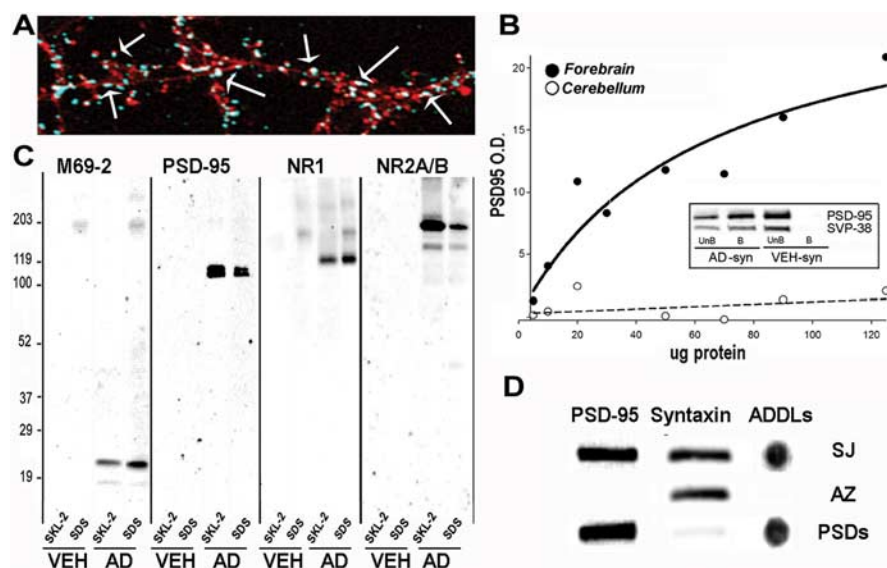 A
B
Forebrain
Cerebellum
PSD95 O.D.
20
15
10
5
0
0 20 40 60 80 100 120
ug protein
PSD-95
SVP-38
UnB B UnB B
AD-syn VEH-syn
C
M69-2 PSD-95 NR1 NR2A/B
203
119
100
52
37
29
19
SKL-2 SDS SKL-2 SDS SKL-2 SDS SKL-2 SDS SKL-2 SDS SKL-2 SDS SKL-2 SDS SKL-2 SDS
VEH AD VEH AD VEH AD VEH AD
D
PSD-95 Syntaxin ADDLs
SJ
AZ
PSDs